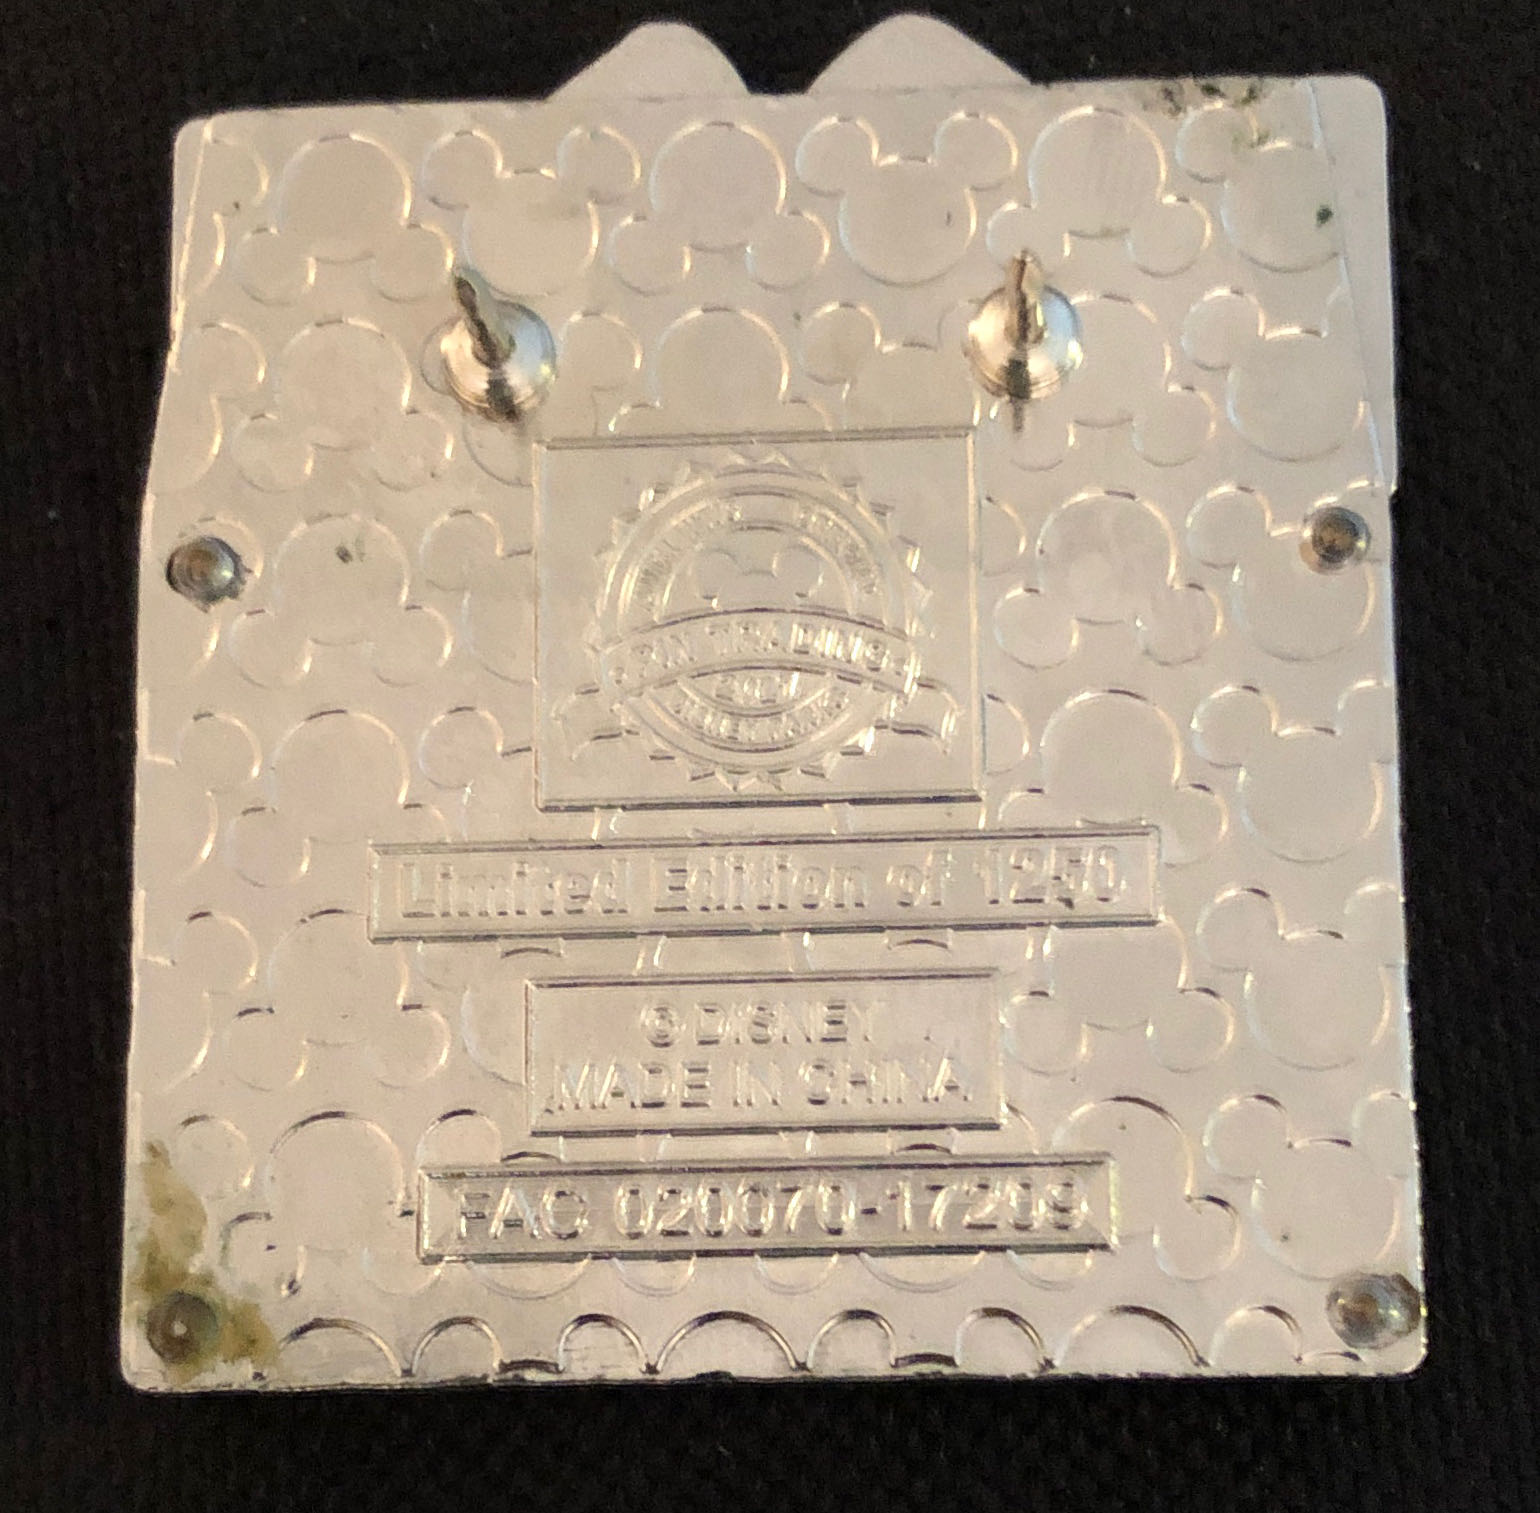 PIN TRADING
Limited Edition of 1250
© DISNEY
MADE IN CHINA
FAC 020070-17209